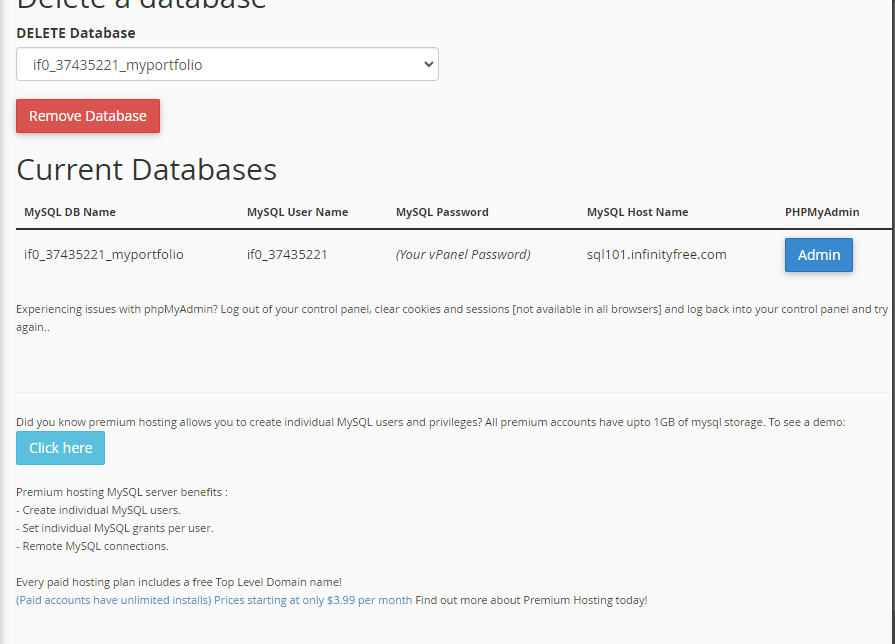 Delete a database
DELETE Database
if0_37435221_myportfolio
Remove Database
Current Databases
MySQL DB Name MySQL User Name MySQL Password MySQL Host Name PHPMyAdmin
if0_37435221_myportfolio if0_37435221 (Your vPanel Password) sql101.infinityfree.com Admin
Experiencing issues with phpMyAdmin? Log out of your control panel, clear cookies and sessions [not available in all browsers] and log back into your control panel and try
again..
Did you know premium hosting allows you to create individual MySQL users and privileges? All premium accounts have upto 1GB of mysql storage. To see a demo:
Click here
Premium hosting MySQL server benefits :
- Create individual MySQL users.
- Set individual MySQL grants per user.
- Remote MySQL connections.
Every paid hosting plan includes a free Top Level Domain name!
(Paid accounts have unlimited installs) Prices starting at only $3.99 per month Find out more about Premium Hosting today!